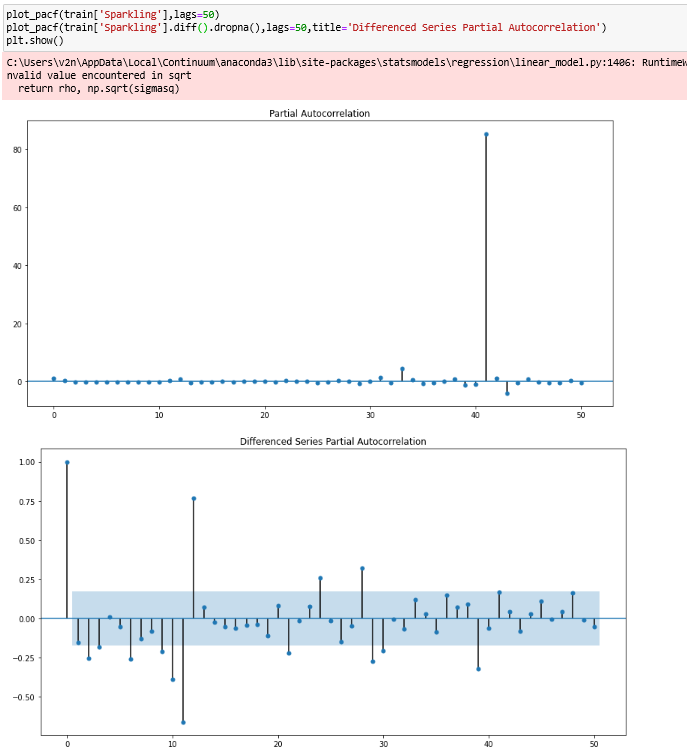 plot_pacf(train['Sparkling'],lags=50)
plot_pacf(train['Sparkling'].diff().dropna(),lags=50,title='Differenced Series Partial Autocorrelation')
plt.show()
C:\Users\v2n\AppData\Local\Continuum\anaconda3\lib\site-packages\statsmodels\regression\linear_model.py:1406: RuntimeW
nvalid value encountered in sqrt
return rho, np.sqrt(sigmasq)
Partial Autocorrelation
80
60
40
20
0
0 10 20 30 40 50
Differenced Series Partial Autocorrelation
1.00
0.75
0.50
0.25
0.00
−0.25
−0.50
0 10 20 30 40 50